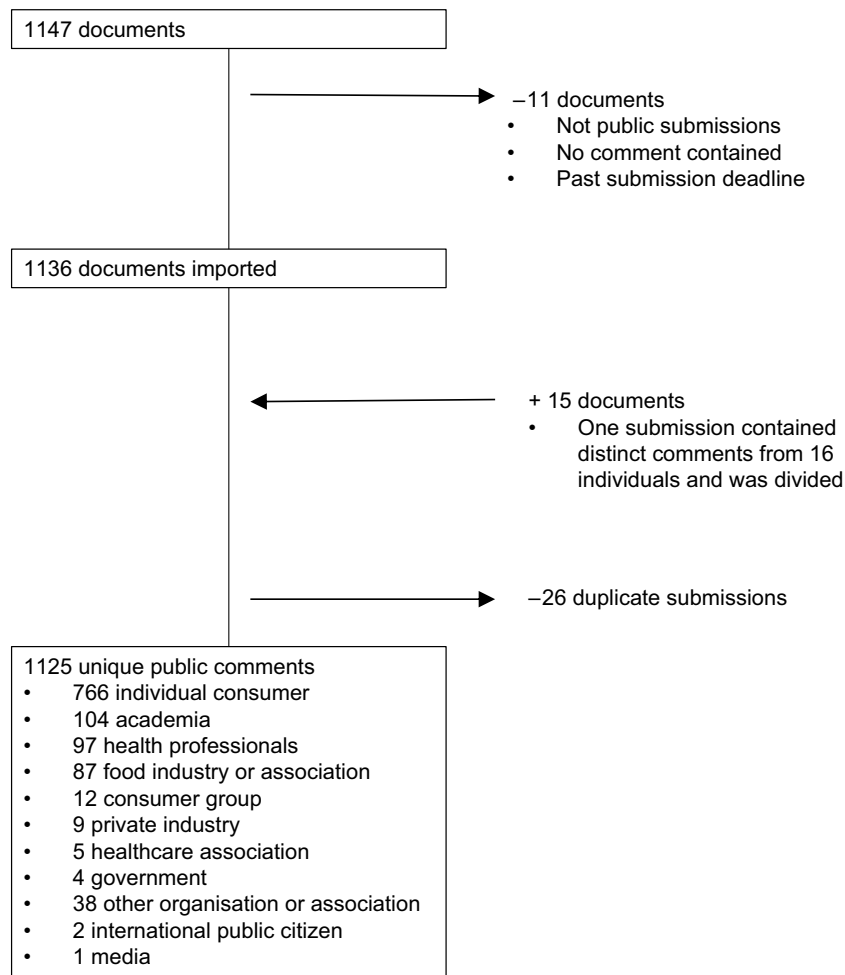 1147 documents
–11 documents
• Not public submissions
• No comment contained
• Past submission deadline
1136 documents imported
+ 15 documents
• One submission contained
distinct comments from 16
individuals and was divided
–26 duplicate submissions
1125 unique public comments
• 766 individual consumer
• 104 academia
• 97 health professionals
• 87 food industry or association
• 12 consumer group
• 9 private industry
• 5 healthcare association
• 4 government
• 38 other organisation or association
• 2 international public citizen
• 1 media